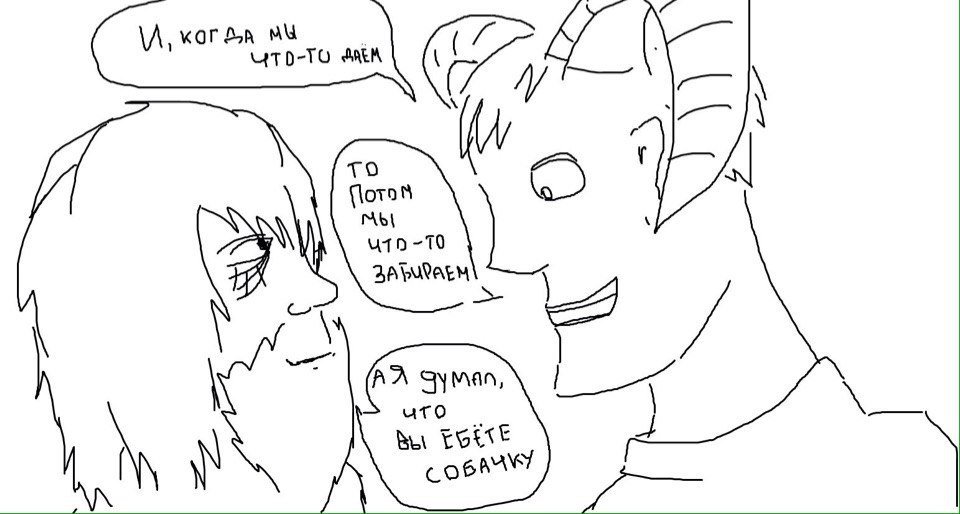 И, КОГДА МЫ
ЧТО-ТО ДАЁМ
ТО
ПОТОМ
МЫ
ЧТО-ТО
ЗАБИРАЕМ
А Я ДУМАЛ,
ЧТО
ВЫ ЕБЁТЕ
СОБАЧКУ